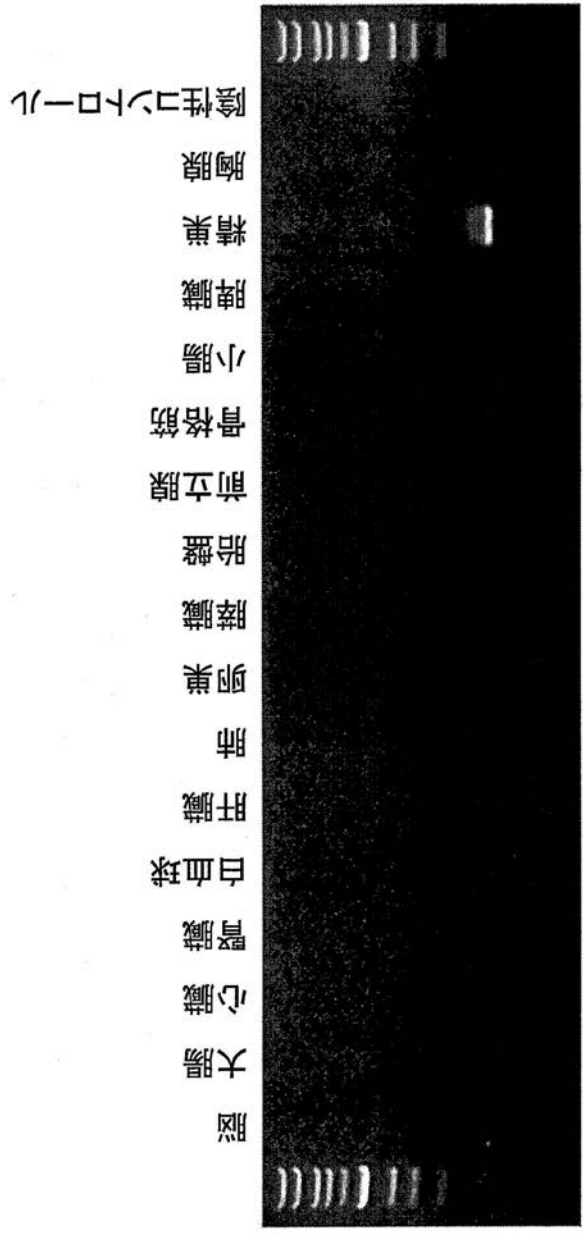 脳
大腸
心臓
腎臓
白血球
肝臓
肺
卵巣
膵臓
胎盤
前立腺
骨格筋
小腸
脾臓
精巣
胸腺
陰性コントロール